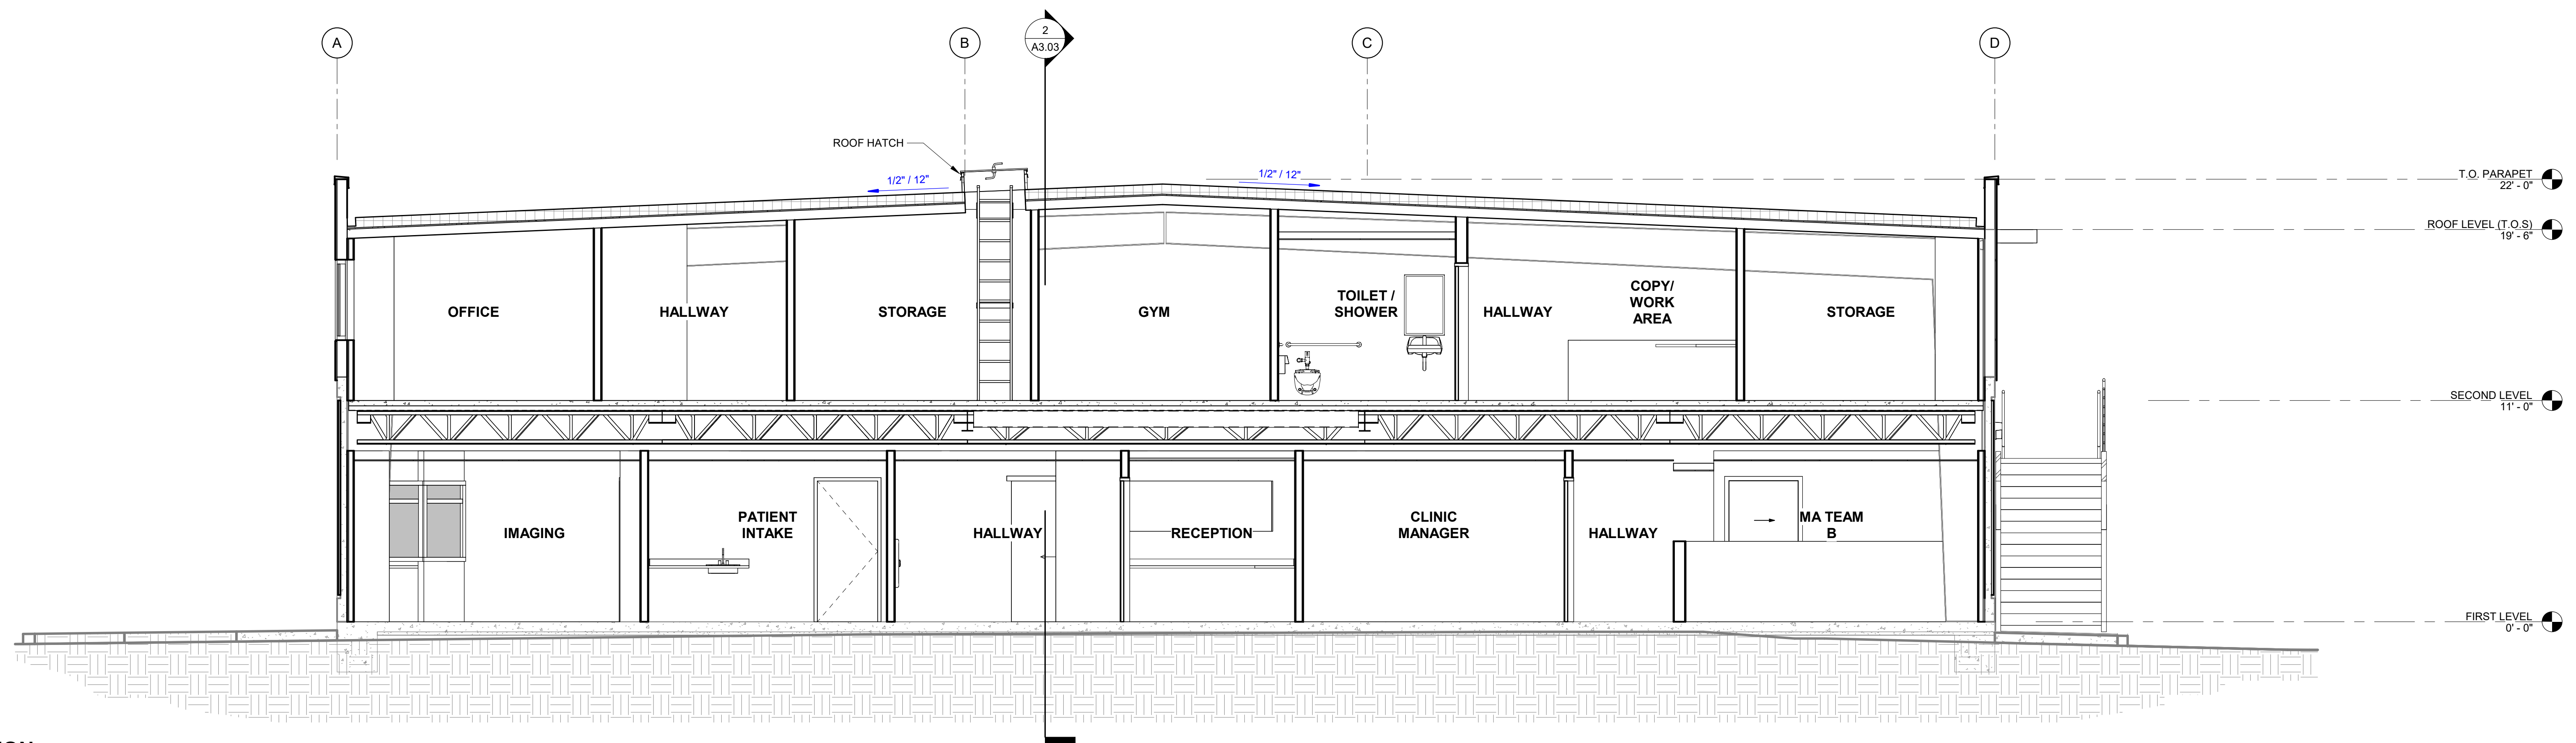 A
B
2
A3.03
C
D
ROOF HATCH
1/2" / 12"
1/2" / 12"
T.O. PARAPET
22' - 0"
ROOF LEVEL (T.O.S)
19' - 6"
OFFICE
HALLWAY
STORAGE
GYM
TOILET /
SHOWER
HALLWAY
COPY/
WORK
AREA
STORAGE
SECOND LEVEL
11' - 0"
IMAGING
PATIENT
INTAKE
HALLWAY
RECEPTION
CLINIC
MANAGER
HALLWAY
MA TEAM
B
FIRST LEVEL
0' - 0"